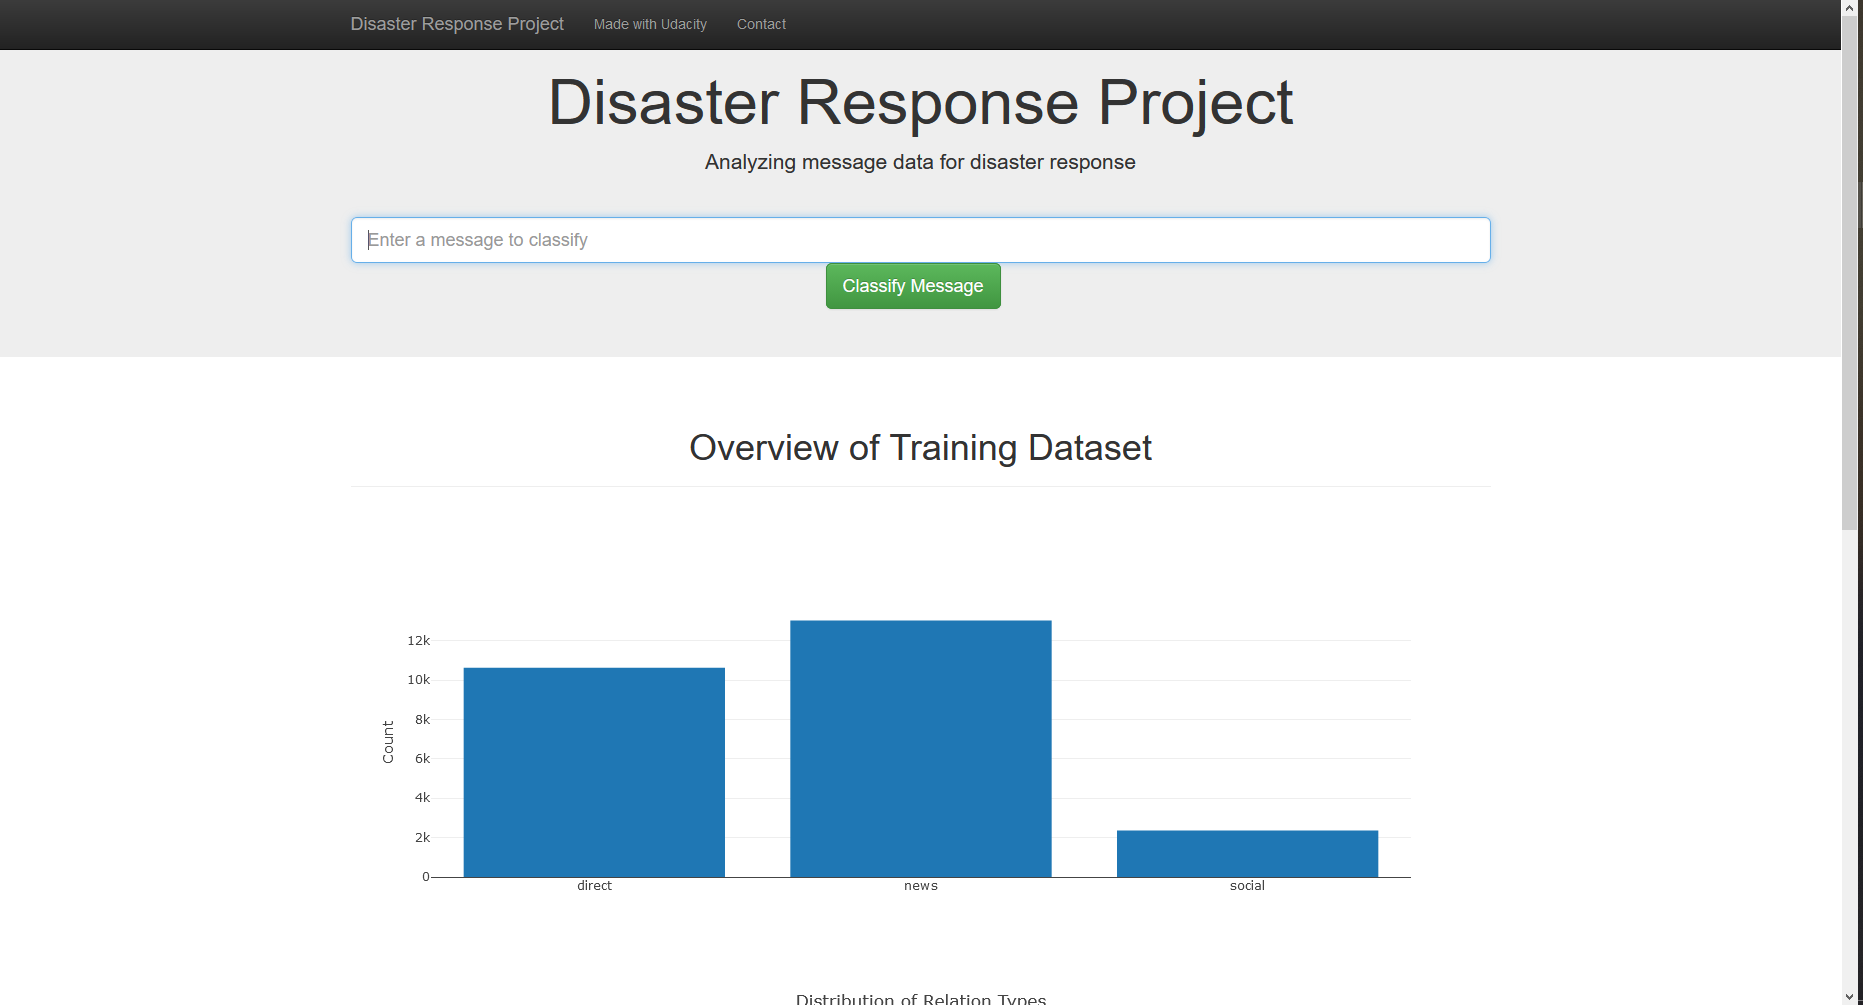 Disaster Response Project Made with Udacity Contact
Disaster Response Project
Analyzing message data for disaster response
Enter a message to classify
Classify Message
Overview of Training Dataset
12k
10k
8k
6k
4k
2k
0
Count
direct news social
Distribution of Relation Types